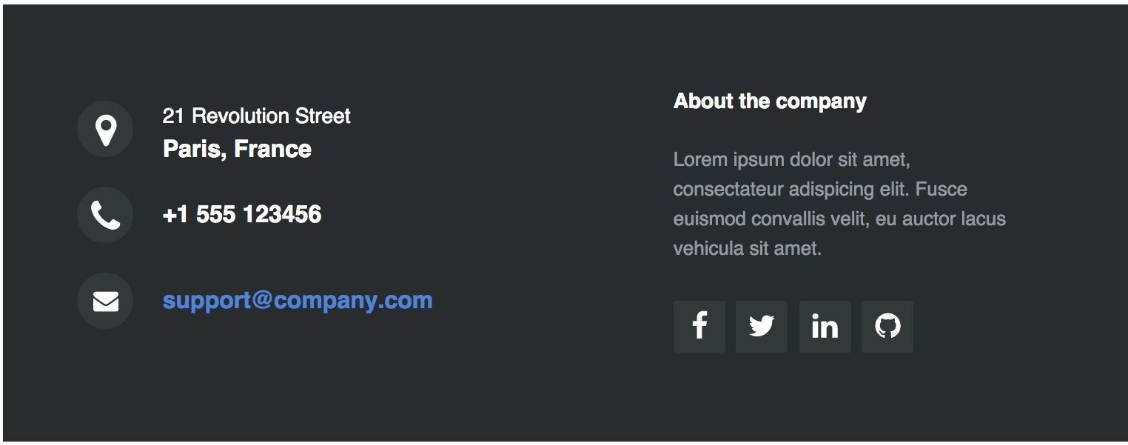 21 Revolution Street
Paris, France
+1 555 123456
support@company.com
About the company
Lorem ipsum dolor sit amet,
consectateur adispicing elit. Fusce
euismod convallis velit, eu auctor lacus
vehicula sit amet.